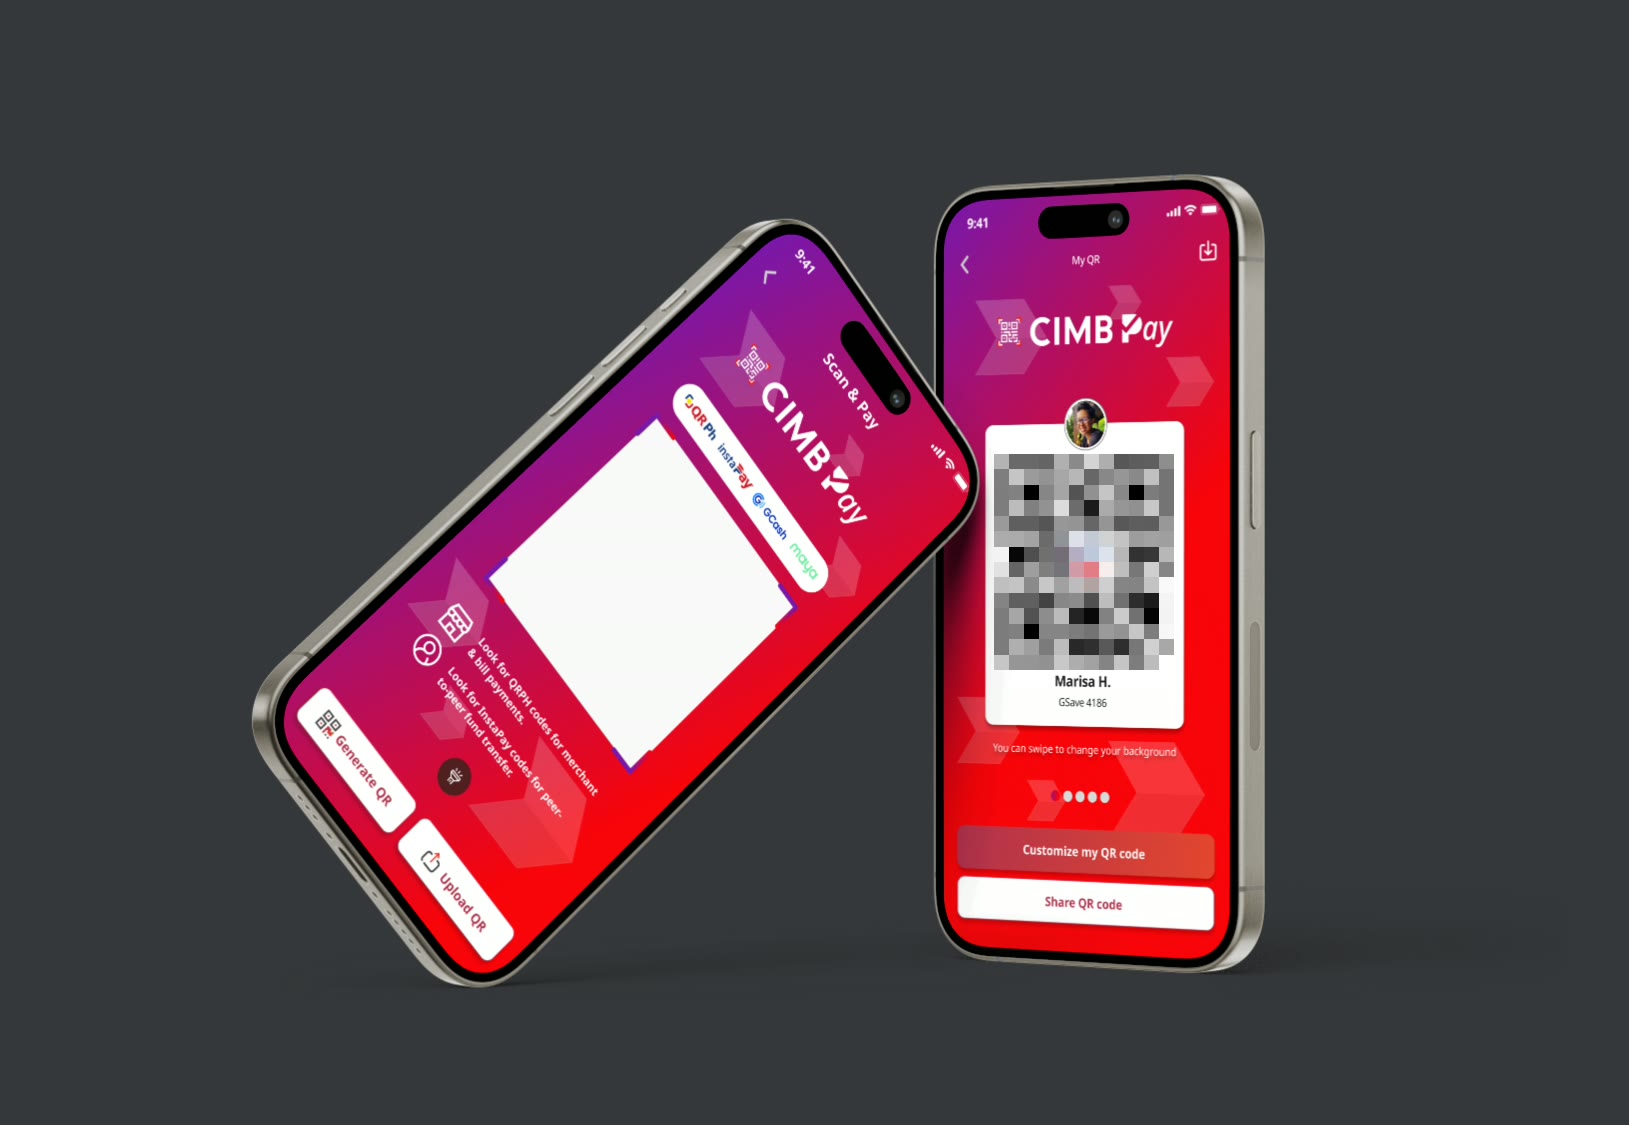 9:41
Scan & Pay
CIMB Pay
QRPh instaPay GCash maya
Look for QRPH codes for merchant
& bill payments.
Look for InstaPay codes for peer-
to-peer fund transfer.
Generate QR
Upload QR
9:41
My QR
CIMB Pay
Marisa H.
GSave 4186
You can swipe to change your background
Customize my QR code
Share QR code